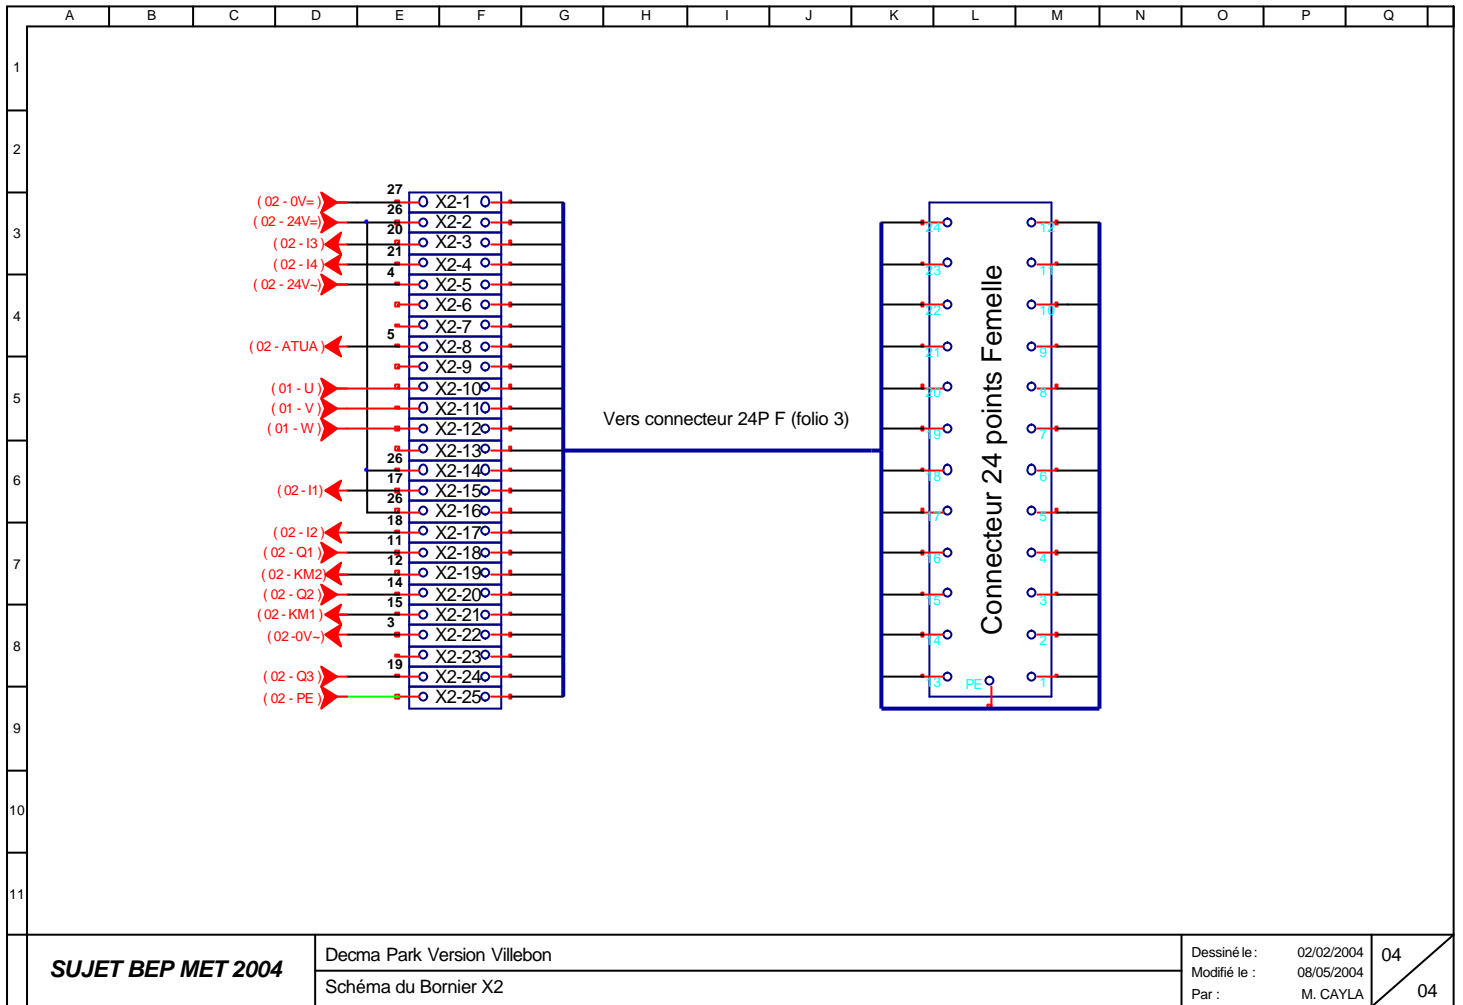 A B C D E F G H I J K L M N O P Q
1
2
3
4
5
6
7
8
9
10
11
( 02 - 0V= ) 27 X2-1
( 02 - 24V=) 26 X2-2
( 02 - I3) 20 X2-3
( 02 - I4) 21 X2-4
( 02 - 24V~) 4 X2-5
X2-6
X2-7
( 02 - ATUA ) 5 X2-8
X2-9
( 01 - U ) X2-10
( 01 - V ) X2-11
( 01 - W ) X2-12
X2-13
26 X2-14
( 02 - I1) 17 X2-15
26 X2-16
( 02 - I2 ) 18 X2-17
( 02 - Q1 ) 11 X2-18
( 02 - KM2) 12 X2-19
( 02 - Q2 ) 14 X2-20
( 02 - KM1) 15 X2-21
( 02 -0V~) 3 X2-22
X2-23
( 02 - Q3 ) 19 X2-24
( 02 - PE ) X2-25
Vers connecteur 24P F (folio 3)
Connecteur 24 points Femelle
24 12
23 11
22 10
21 9
20 8
19 7
18 6
17 5
16 4
15 3
14 2
13 PE 1
SUJET BEP MET 2004
Decma Park Version Villebon
Schéma du Bornier X2
Dessiné le : 02/02/2004
Modifié le : 08/05/2004
Par : M. CAYLA
04
04